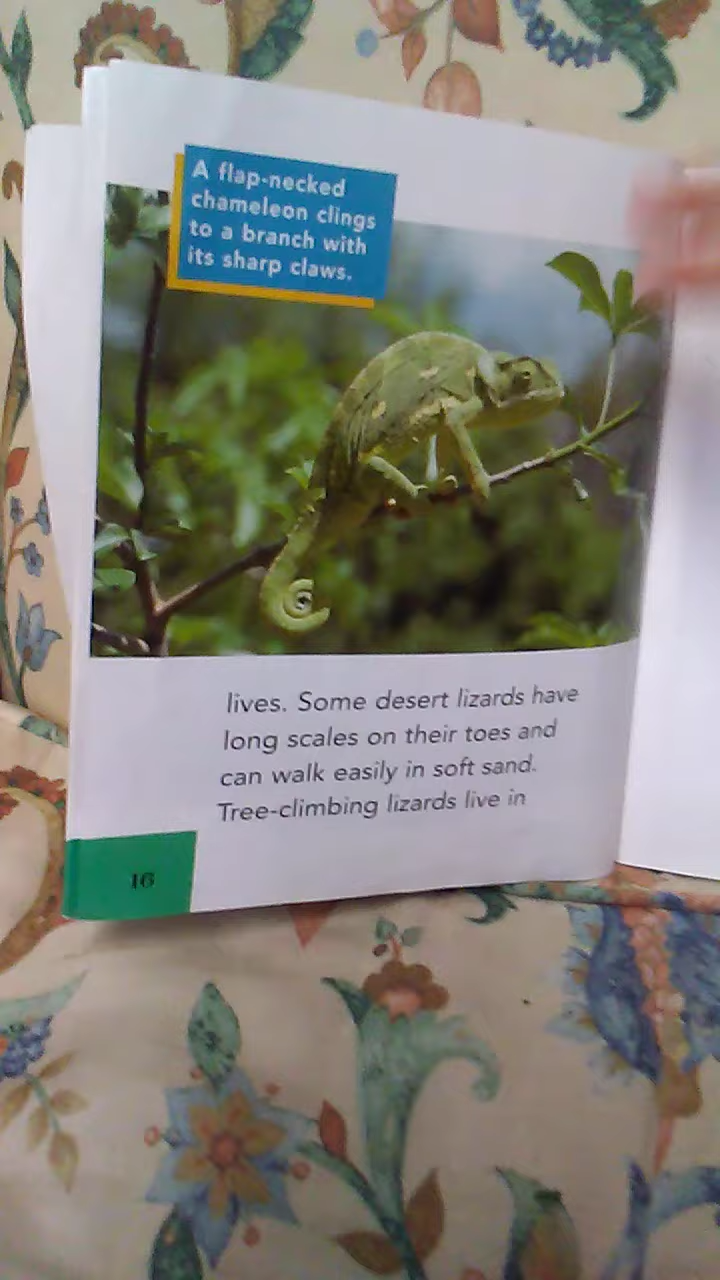 A flap-necked
chameleon clings
to a branch with
its sharp claws.
lives. Some desert lizards have
long scales on their toes and
can walk easily in soft sand.
Tree-climbing lizards live in
16